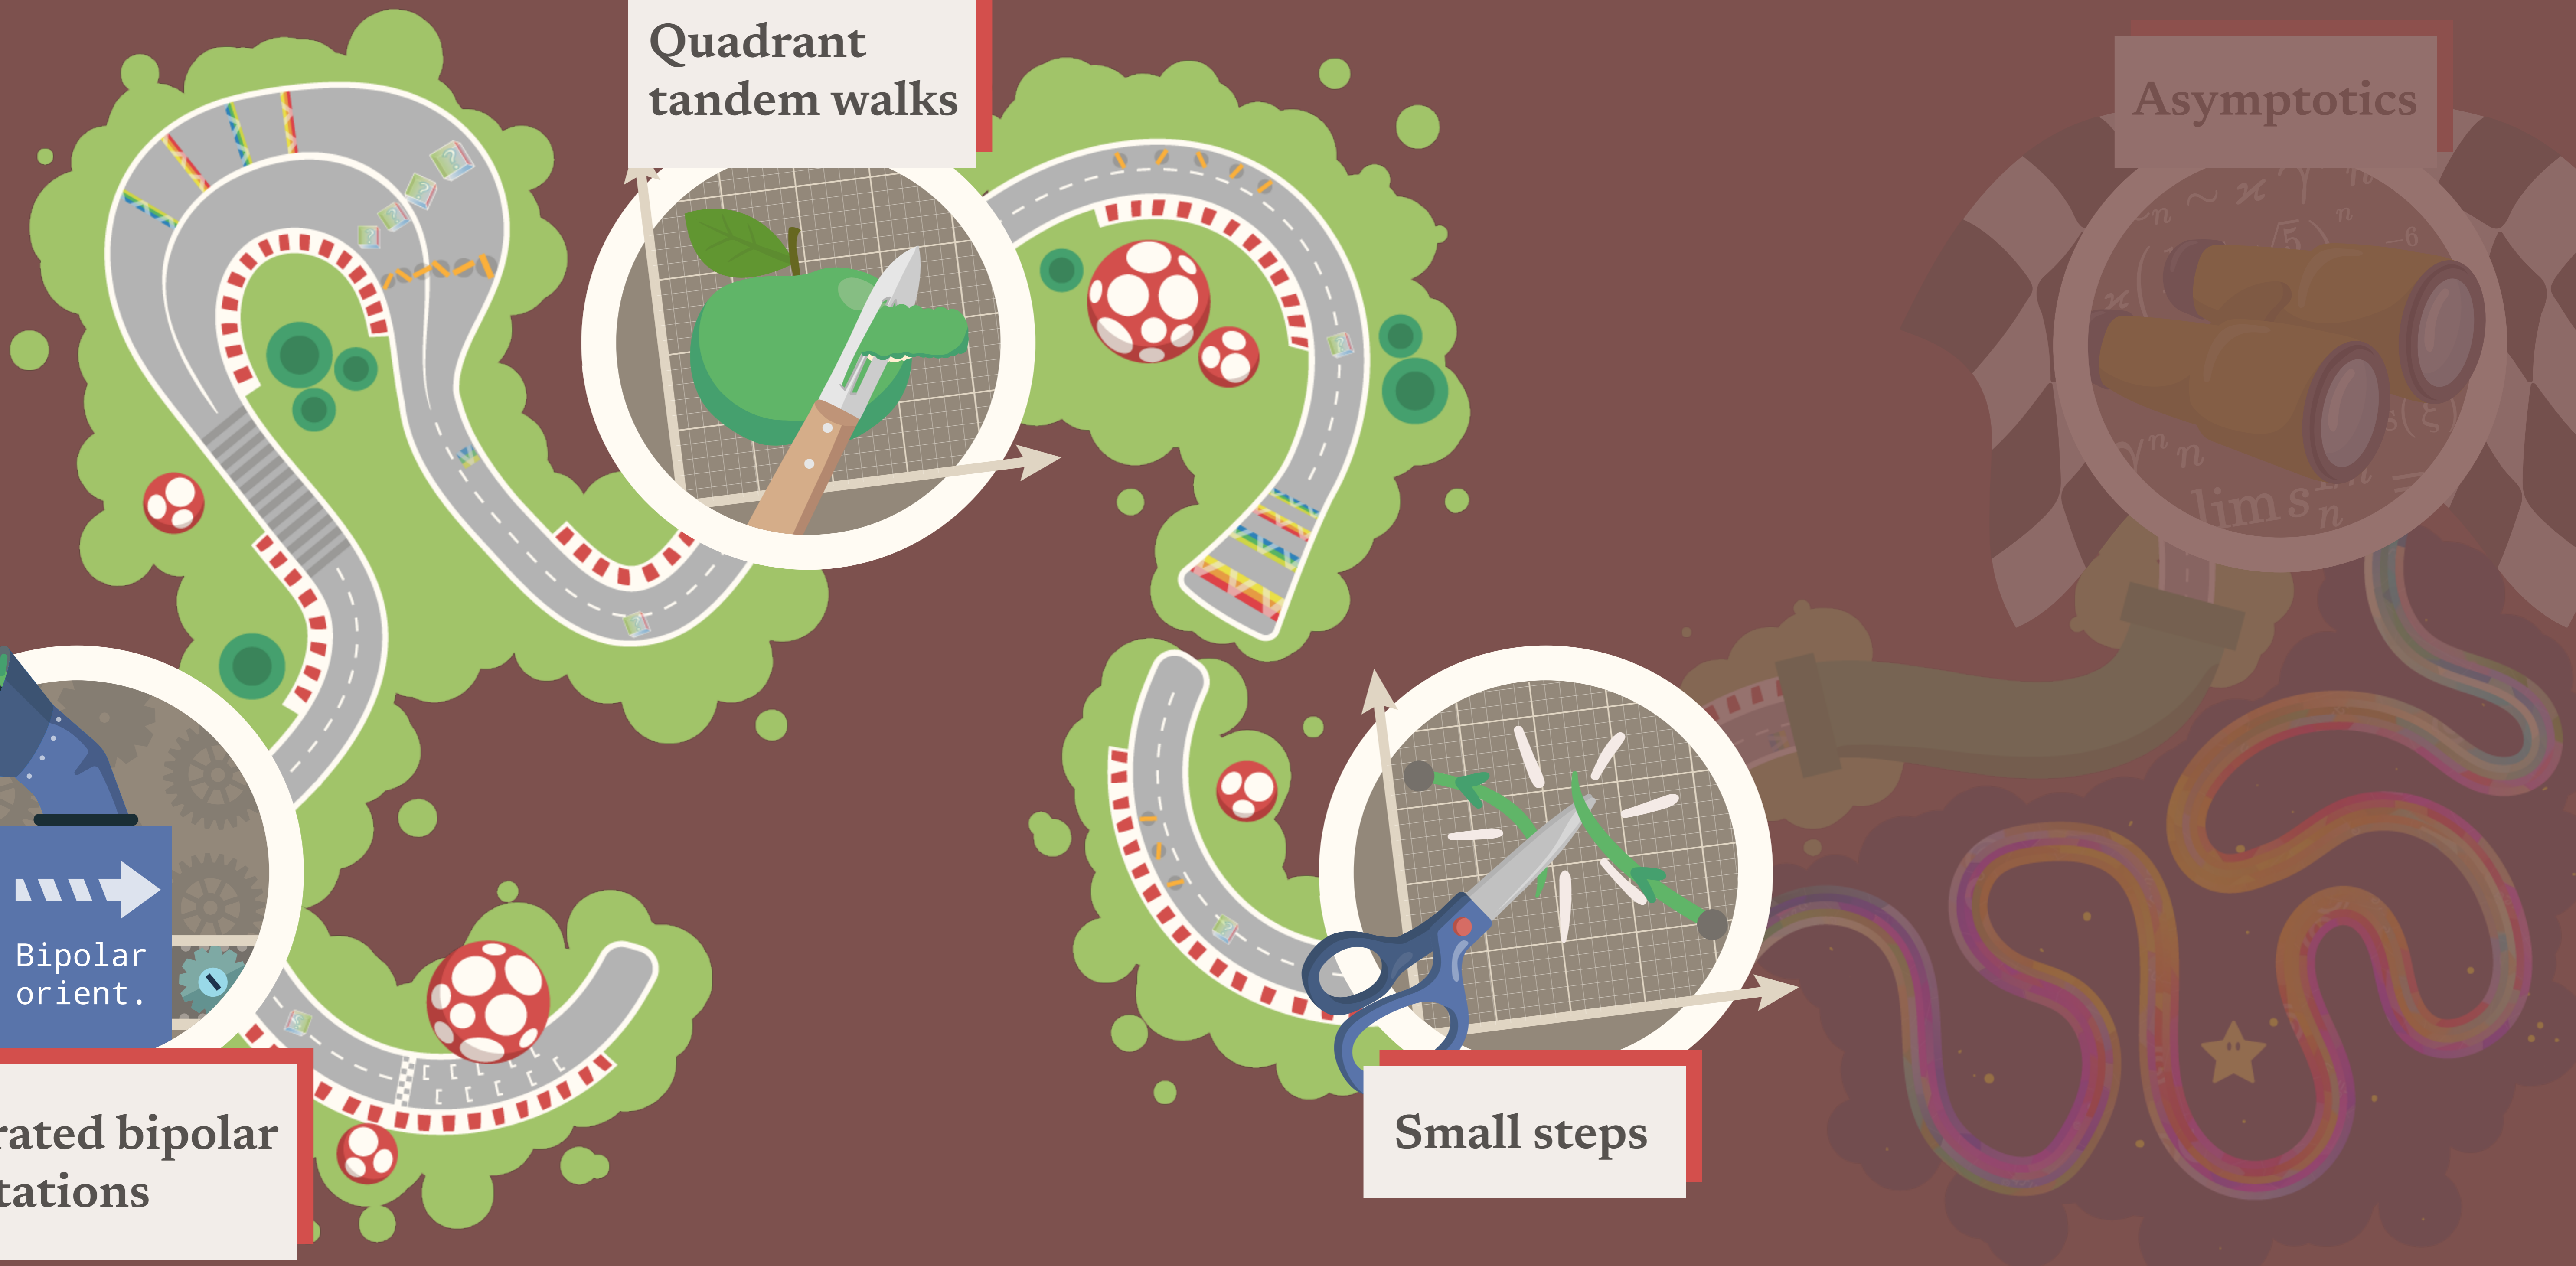 Quadrant
tandem walks
Asymptotics
Bipolar
orient.
rated bipolar
tations
Small steps